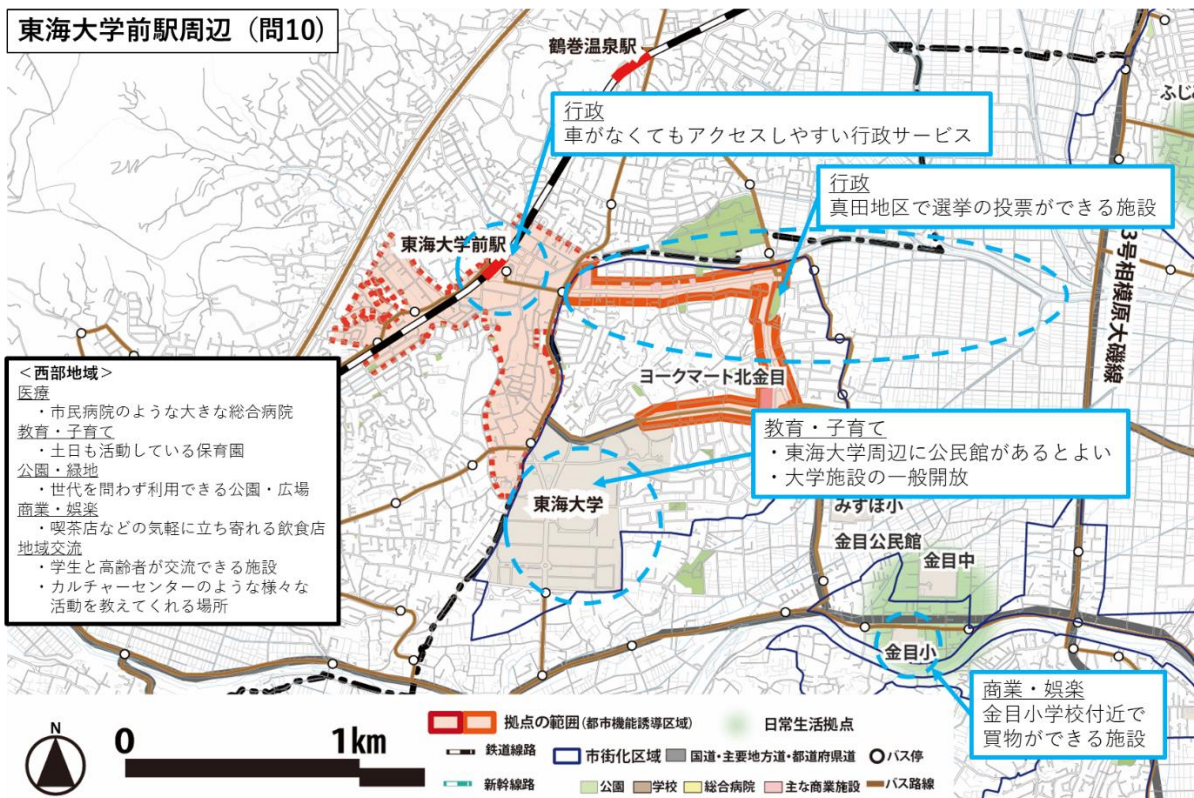 東海大学前駅周辺（問10）
鶴巻温泉駅
ふじみ
行政
車がなくてもアクセスしやすい行政サービス
行政
真田地区で選挙の投票ができる施設
東海大学前駅
3号相模原大磯線
ヨークマート北金目
＜西部地域＞
医療
・市民病院のような大きな総合病院
教育・子育て
・土日も活動している保育園
公園・緑地
・世代を問わず利用できる公園・広場
商業・娯楽
・喫茶店などの気軽に立ち寄れる飲食店
地域交流
・学生と高齢者が交流できる施設
・カルチャーセンターのような様々な
活動を教えてくれる場所
教育・子育て
・東海大学周辺に公民館があるとよい
・大学施設の一般開放
東海大学
みずほ小
金目公民館
金目中
金目小
商業・娯楽
金目小学校付近で
買物ができる施設
N
0
1km
拠点の範囲(都市機能誘導区域)
日常生活拠点
鉄道線路
市街化区域
国道・主要地方道・都道府県道
バス停
新幹線路
公園
学校
総合病院
主な商業施設
バス路線